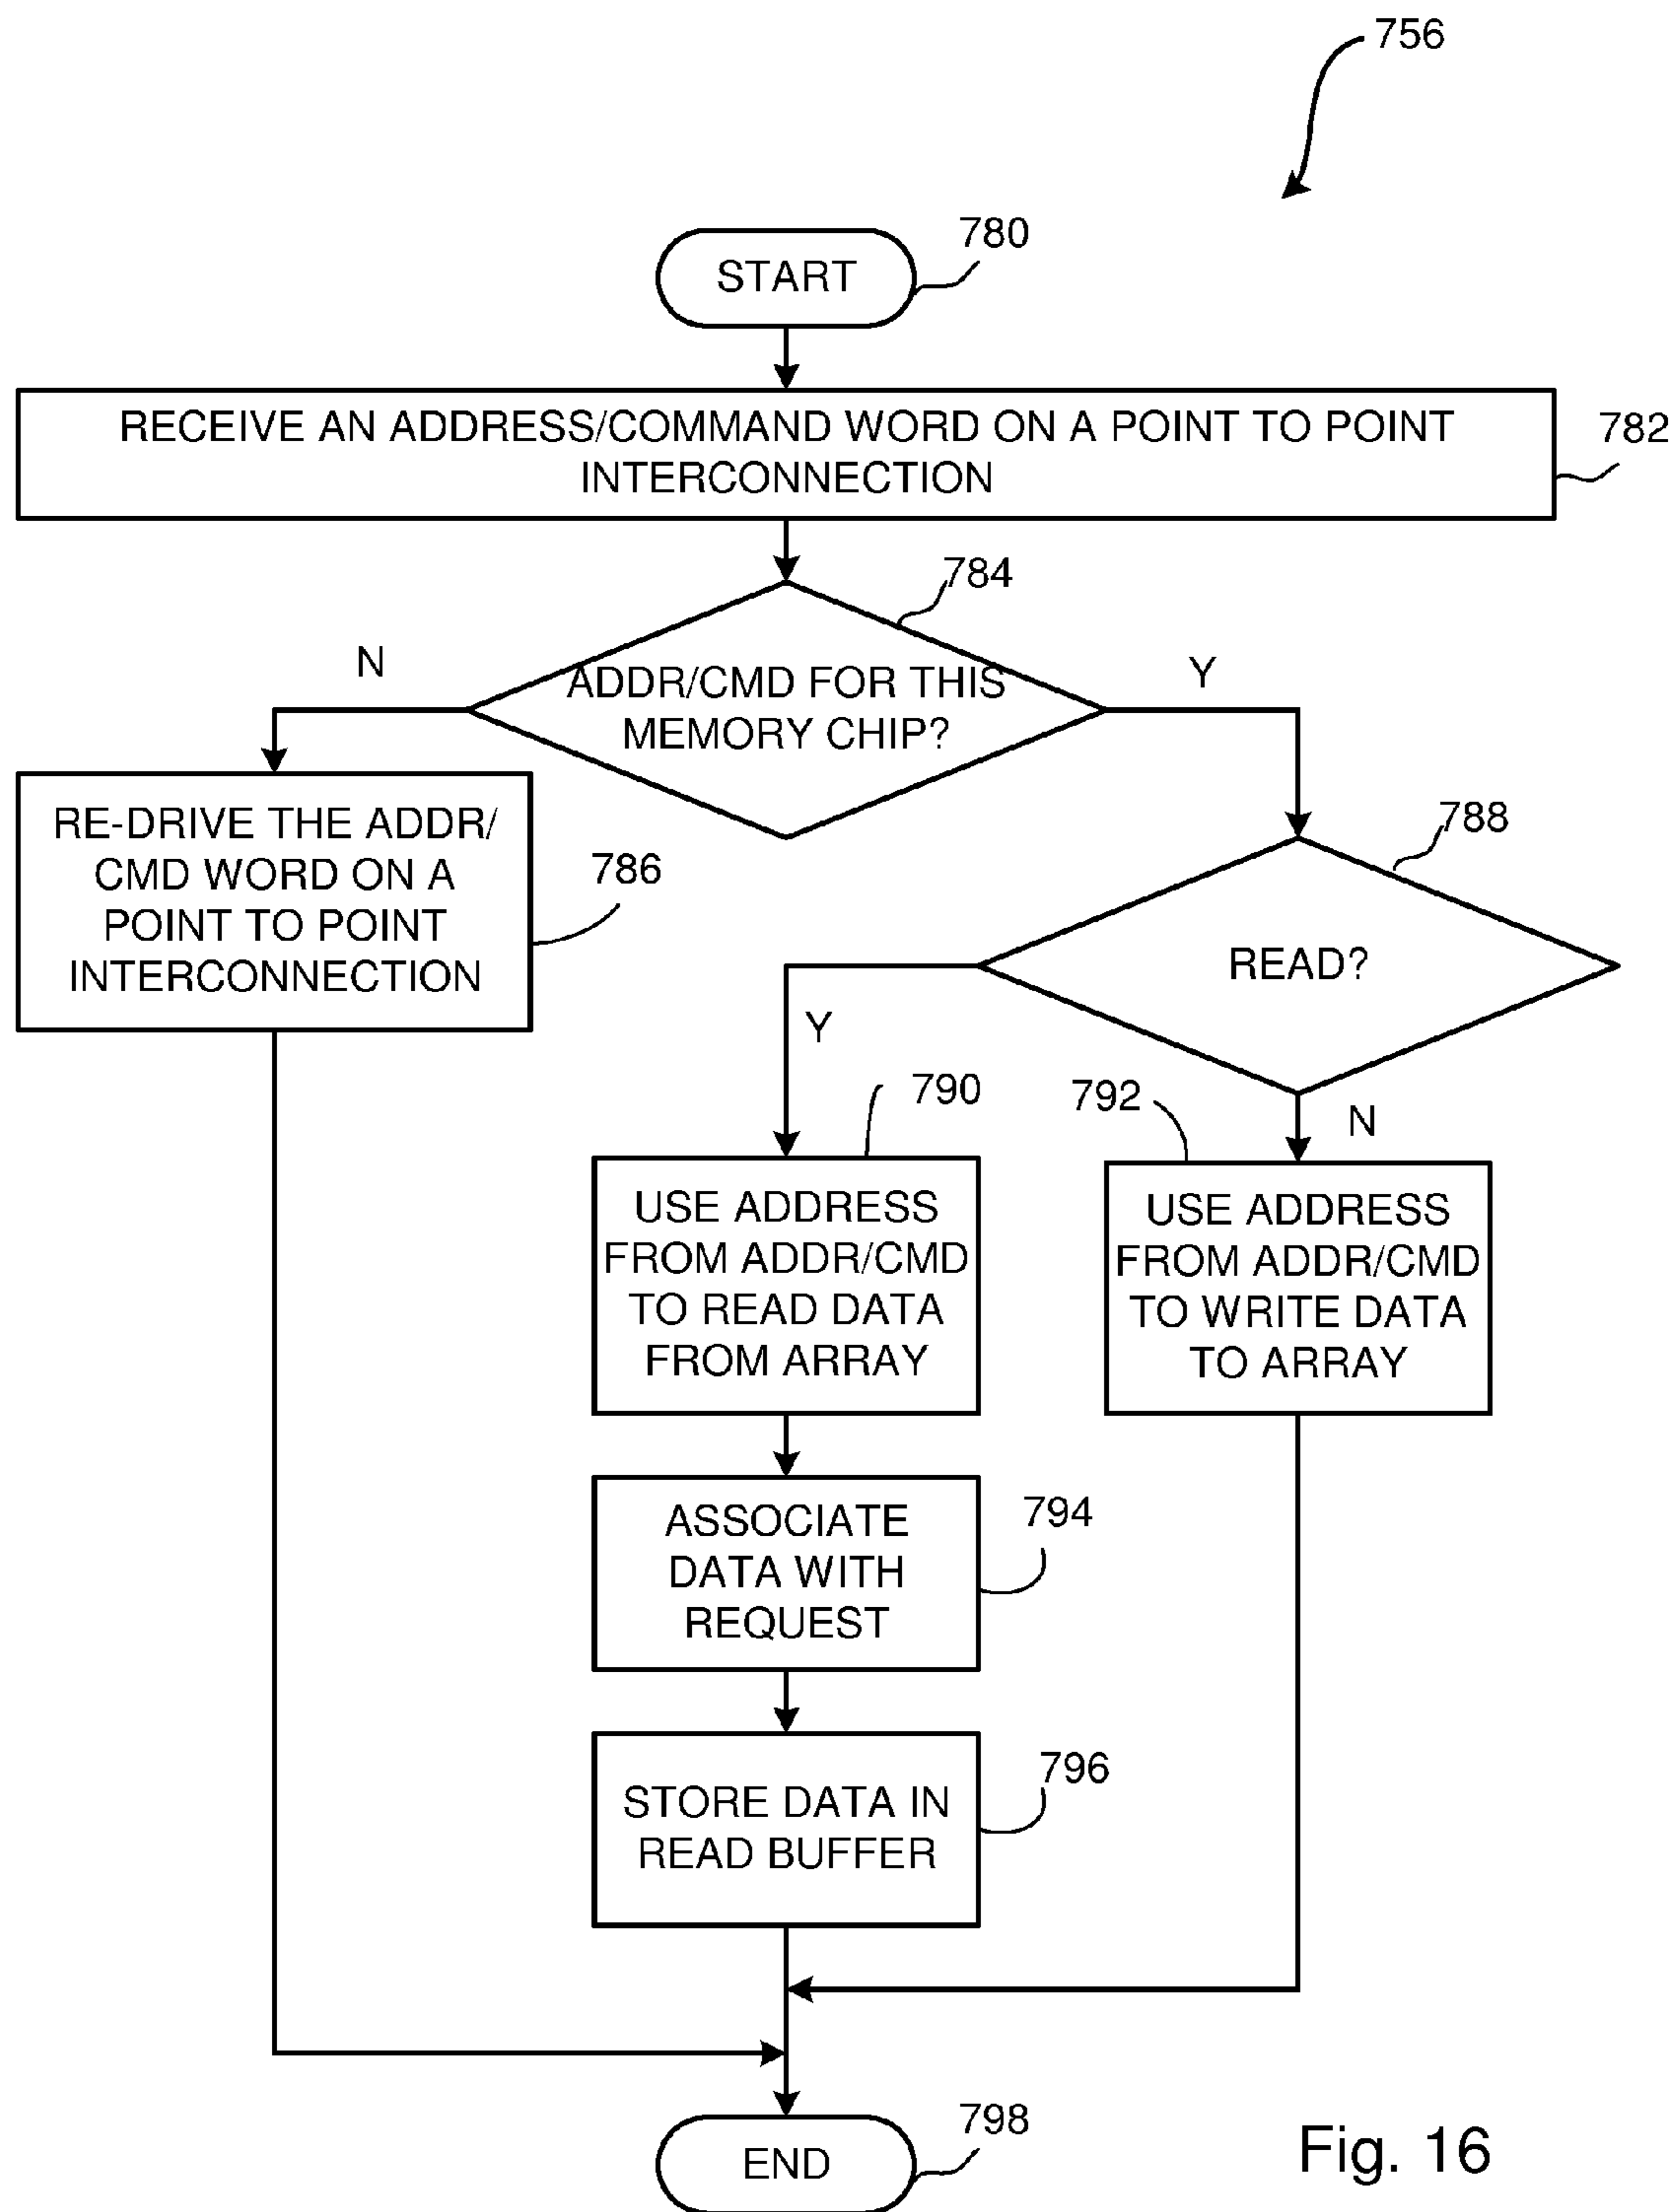 756
780
START
RECEIVE AN ADDRESS/COMMAND WORD ON A POINT TO POINT
INTERCONNECTION
782
784
N
ADDR/CMD FOR THIS
MEMORY CHIP?
Y
RE-DRIVE THE ADDR/
CMD WORD ON A
POINT TO POINT
INTERCONNECTION
786
788
READ?
Y
790
792
N
USE ADDRESS
FROM ADDR/CMD
TO READ DATA
FROM ARRAY
USE ADDRESS
FROM ADDR/CMD
TO WRITE DATA
TO ARRAY
ASSOCIATE
DATA WITH
REQUEST
794
STORE DATA IN
READ BUFFER
796
798
END
Fig. 16